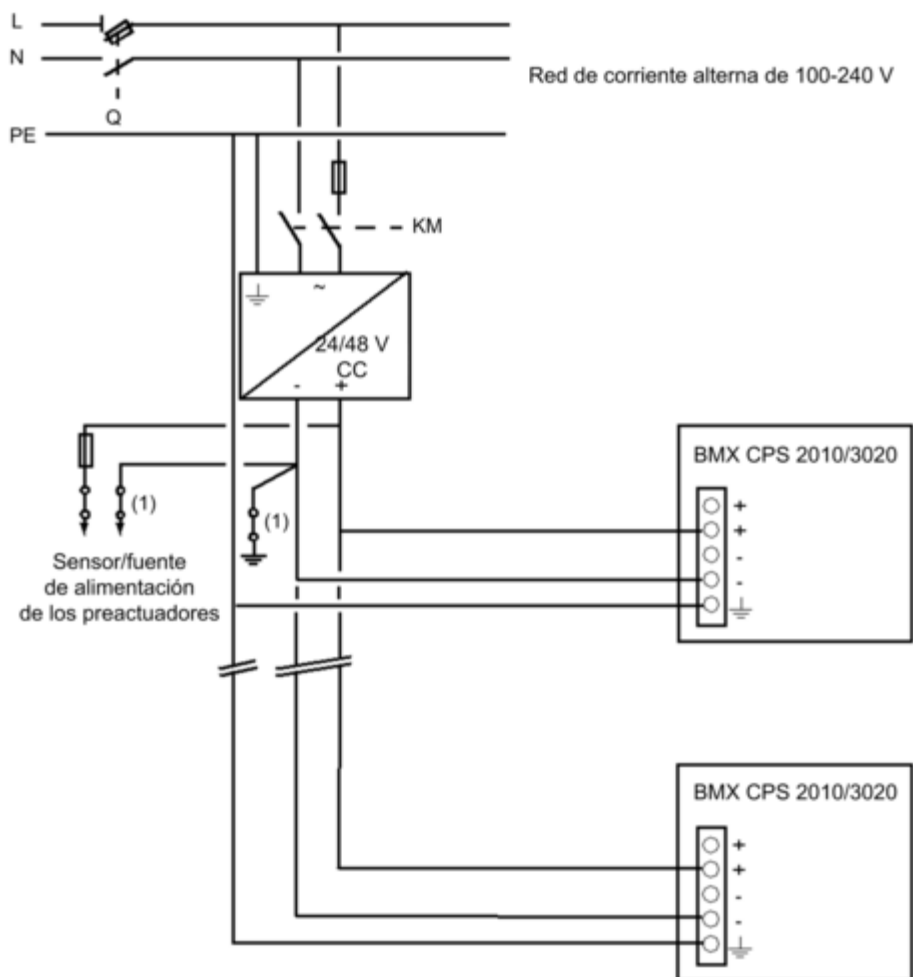 L
N
Red de corriente alterna de 100-240 V
Q
PE
KM
~
24/48 V
CC
- +
BMX CPS 2010/3020
+
+
-
-
(1)
(1)
Sensor/fuente
de alimentación
de los preactuadores
BMX CPS 2010/3020
+
+
-
-